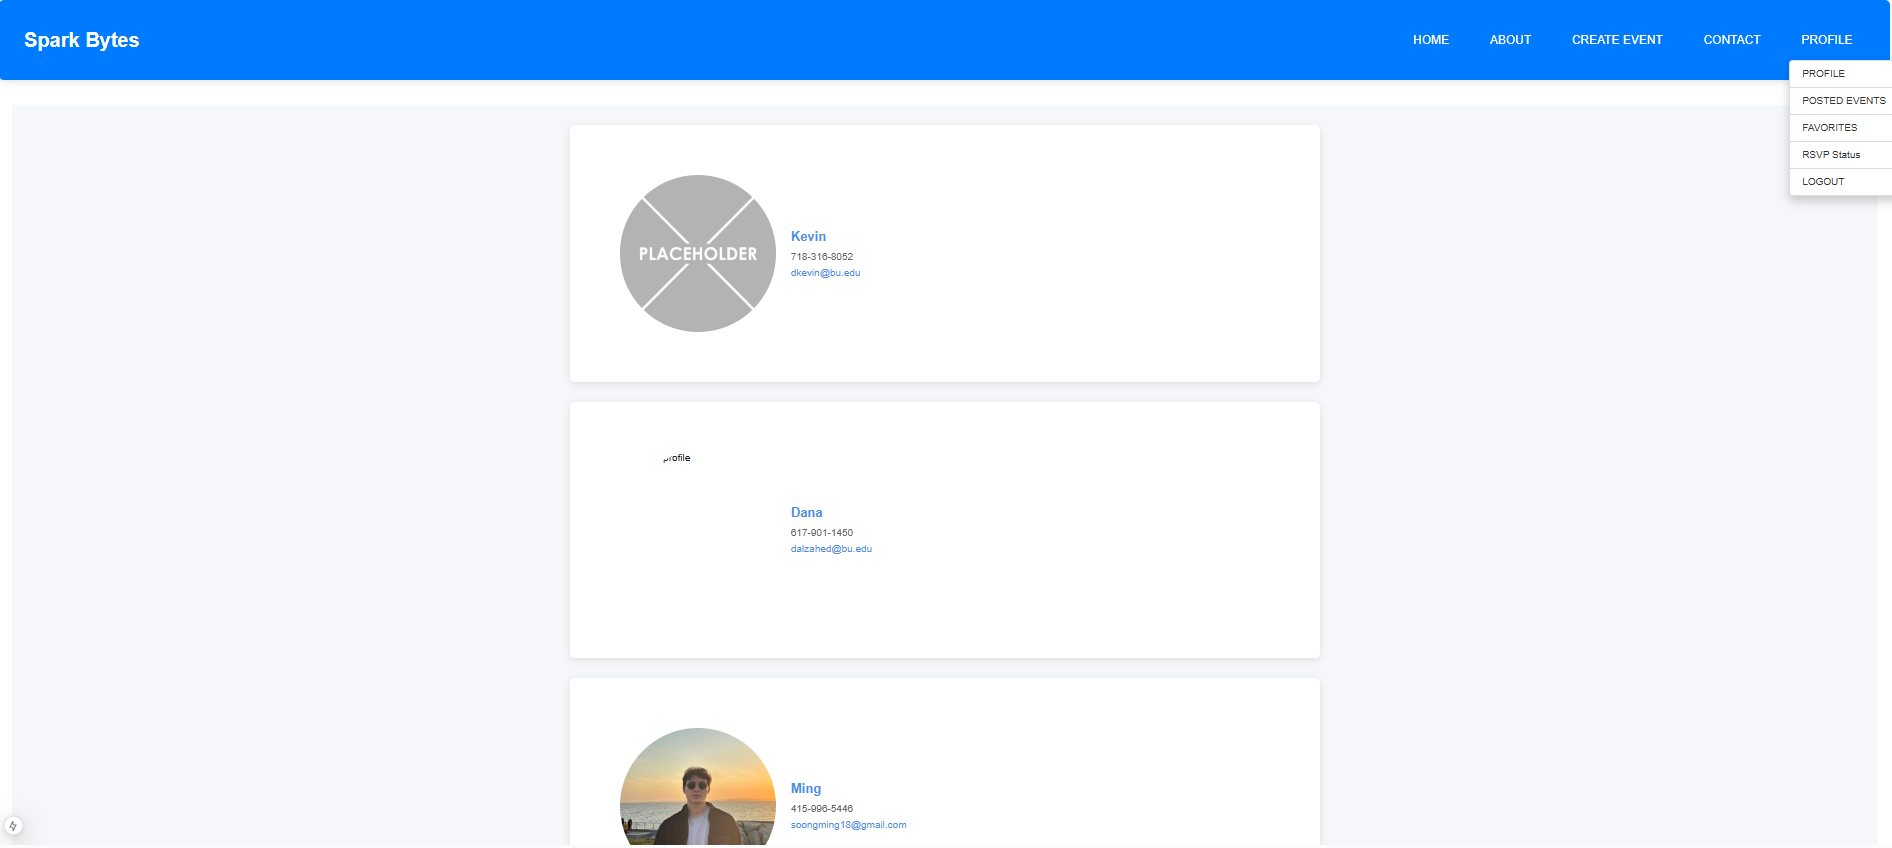 Spark Bytes
HOME ABOUT CREATE EVENT CONTACT PROFILE
PROFILE
POSTED EVENTS
FAVORITES
RSVP Status
LOGOUT
PLACEHOLDER
Kevin
718-316-8052
dkevin@bu.edu
profile
Dana
617-901-1450
dalzahed@bu.edu
Ming
415-996-5446
soongming18@gmail.com